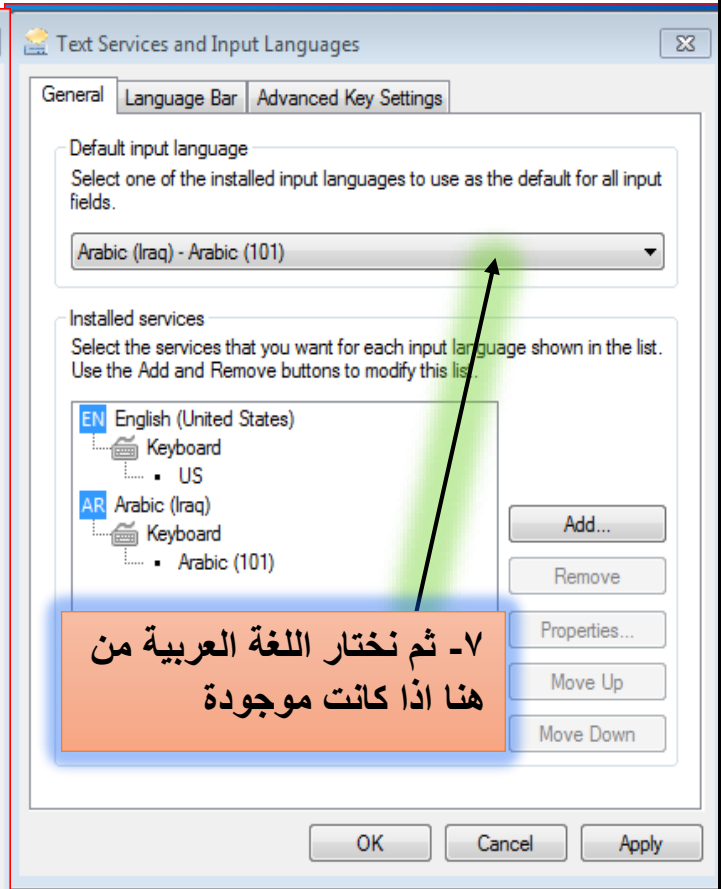 Text Services and Input Languages
General Language Bar Advanced Key Settings
Default input language
Select one of the installed input languages to use as the default for all input
fields.
Arabic (Iraq) - Arabic (101)
Installed services
Select the services that you want for each input language shown in the list.
Use the Add and Remove buttons to modify this list.
EN English (United States)
Keyboard
US
AR Arabic (Iraq)
Keyboard
Arabic (101)
Add...
Remove
Properties...
Move Up
Move Down
٧- ثم نختار اللغة العربية من
هنا اذا كانت موجودة
OK Cancel Apply